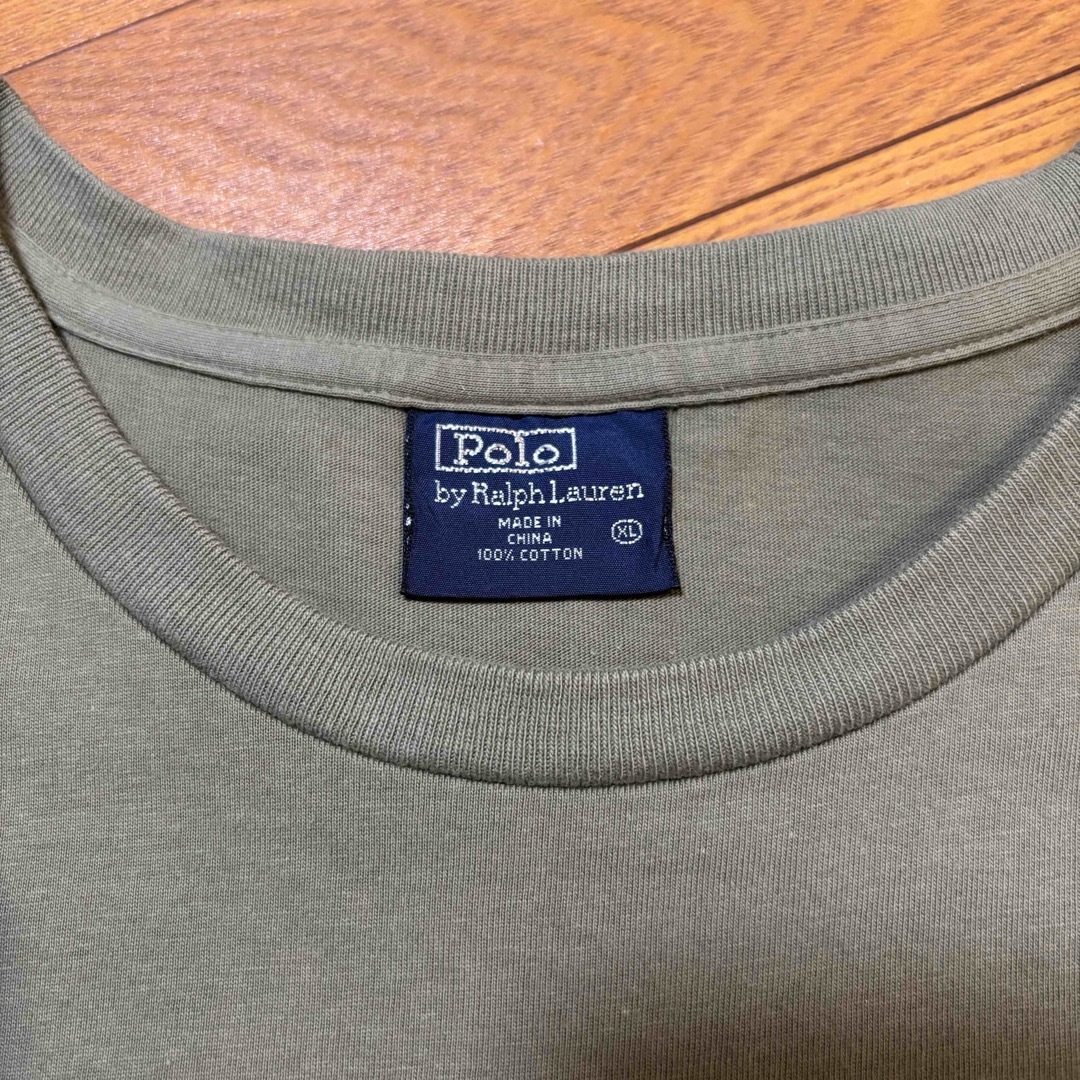 Polo
by Ralph Lauren
MADE IN
CHINA
100% COTTON
XL